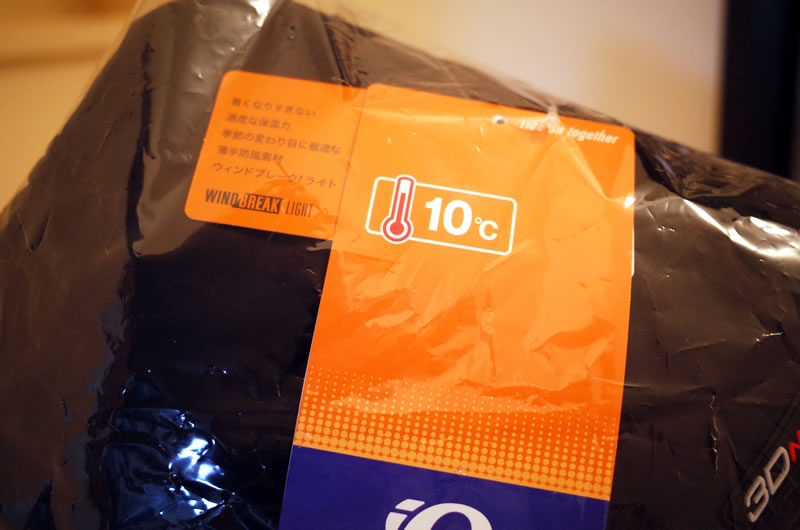 暑くなりすぎない
適度な保温力
季節の変わり目に最適な
薄手防風素材
ウィンドブレーク®ライト
WIND BREAK LIGHT
ride on together
10℃
3D